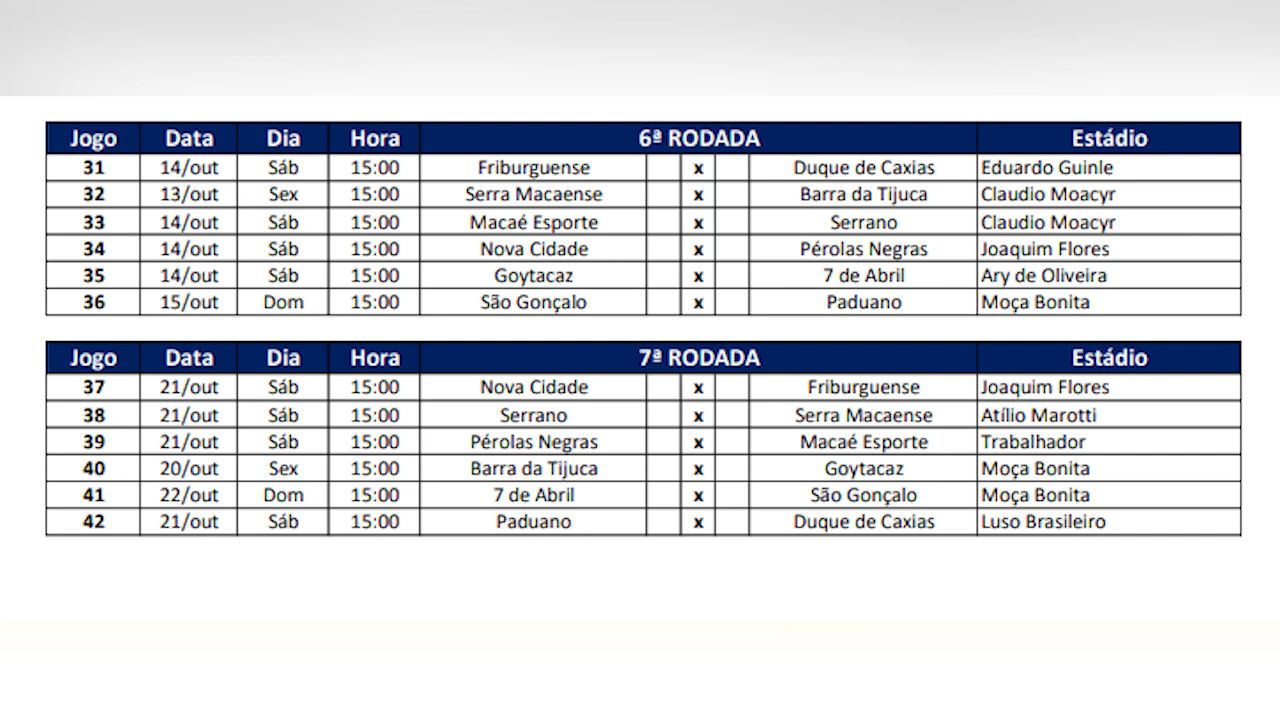 Jogo Data Dia Hora 6ª RODADA Estádio
31 14/out Sáb 15:00 Friburguense x Duque de Caxias Eduardo Guinle
32 13/out Sex 15:00 Serra Macaense x Barra da Tijuca Claudio Moacyr
33 14/out Sáb 15:00 Macaé Esporte x Serrano Claudio Moacyr
34 14/out Sáb 15:00 Nova Cidade x Pérolas Negras Joaquim Flores
35 14/out Sáb 15:00 Goytacaz x 7 de Abril Ary de Oliveira
36 15/out Dom 15:00 São Gonçalo x Paduano Moça Bonita
Jogo Data Dia Hora 7ª RODADA Estádio
37 21/out Sáb 15:00 Nova Cidade x Friburguense Joaquim Flores
38 21/out Sáb 15:00 Serrano x Serra Macaense Atílio Marotti
39 21/out Sáb 15:00 Pérolas Negras x Macaé Esporte Trabalhador
40 20/out Sex 15:00 Barra da Tijuca x Goytacaz Moça Bonita
41 22/out Dom 15:00 7 de Abril x São Gonçalo Moça Bonita
42 21/out Sáb 15:00 Paduano x Duque de Caxias Luso Brasileiro